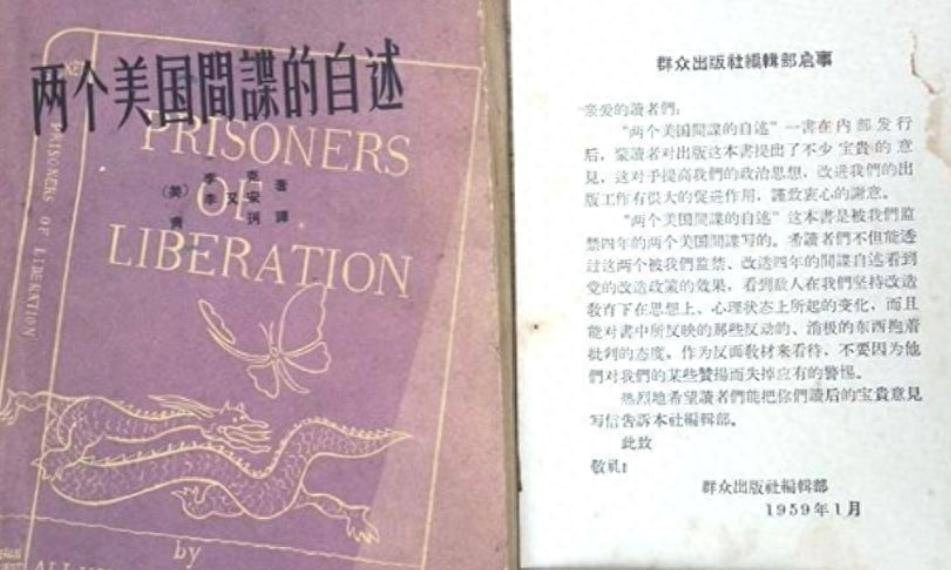 两个美国間諜的自述
PRISONERS
OF
LIBERATION
(美) 李克 著
李又安
青 译
PRISONERS OF LIBERATION
by
群众出版社編輯部启事
亲爱的讀者們：
“两个美国間諜的自述”一書在内部发行
后，蒙讀者对出版这本書提出了不少宝貴的意
見，这对于提高我們的政治思想，改进我們的出
版工作有很大的促进作用，謹致衷心的謝意。
“两个美国間諜的自述”这本書是被我們监
禁四年的两个美国間諜写的。希讀者們不但能透
过这两个被我們监禁、改造四年的間諜自述看到
党的改造政策的效果，看到敌人在我們坚持改造
教育下在思想上、心理状态上所起的变化，而且
能对書中所反映的那些反动的、消极的东西抱着
批判的态度，作为反面教材来看待，不要因为他
們对我們的某些贊揚而失掉应有的警惕。
热烈地希望讀者們能把你們讀后的宝貴意見
写信告訴本社編輯部。
此致
敬礼！
群众出版社編輯部
1959年1月